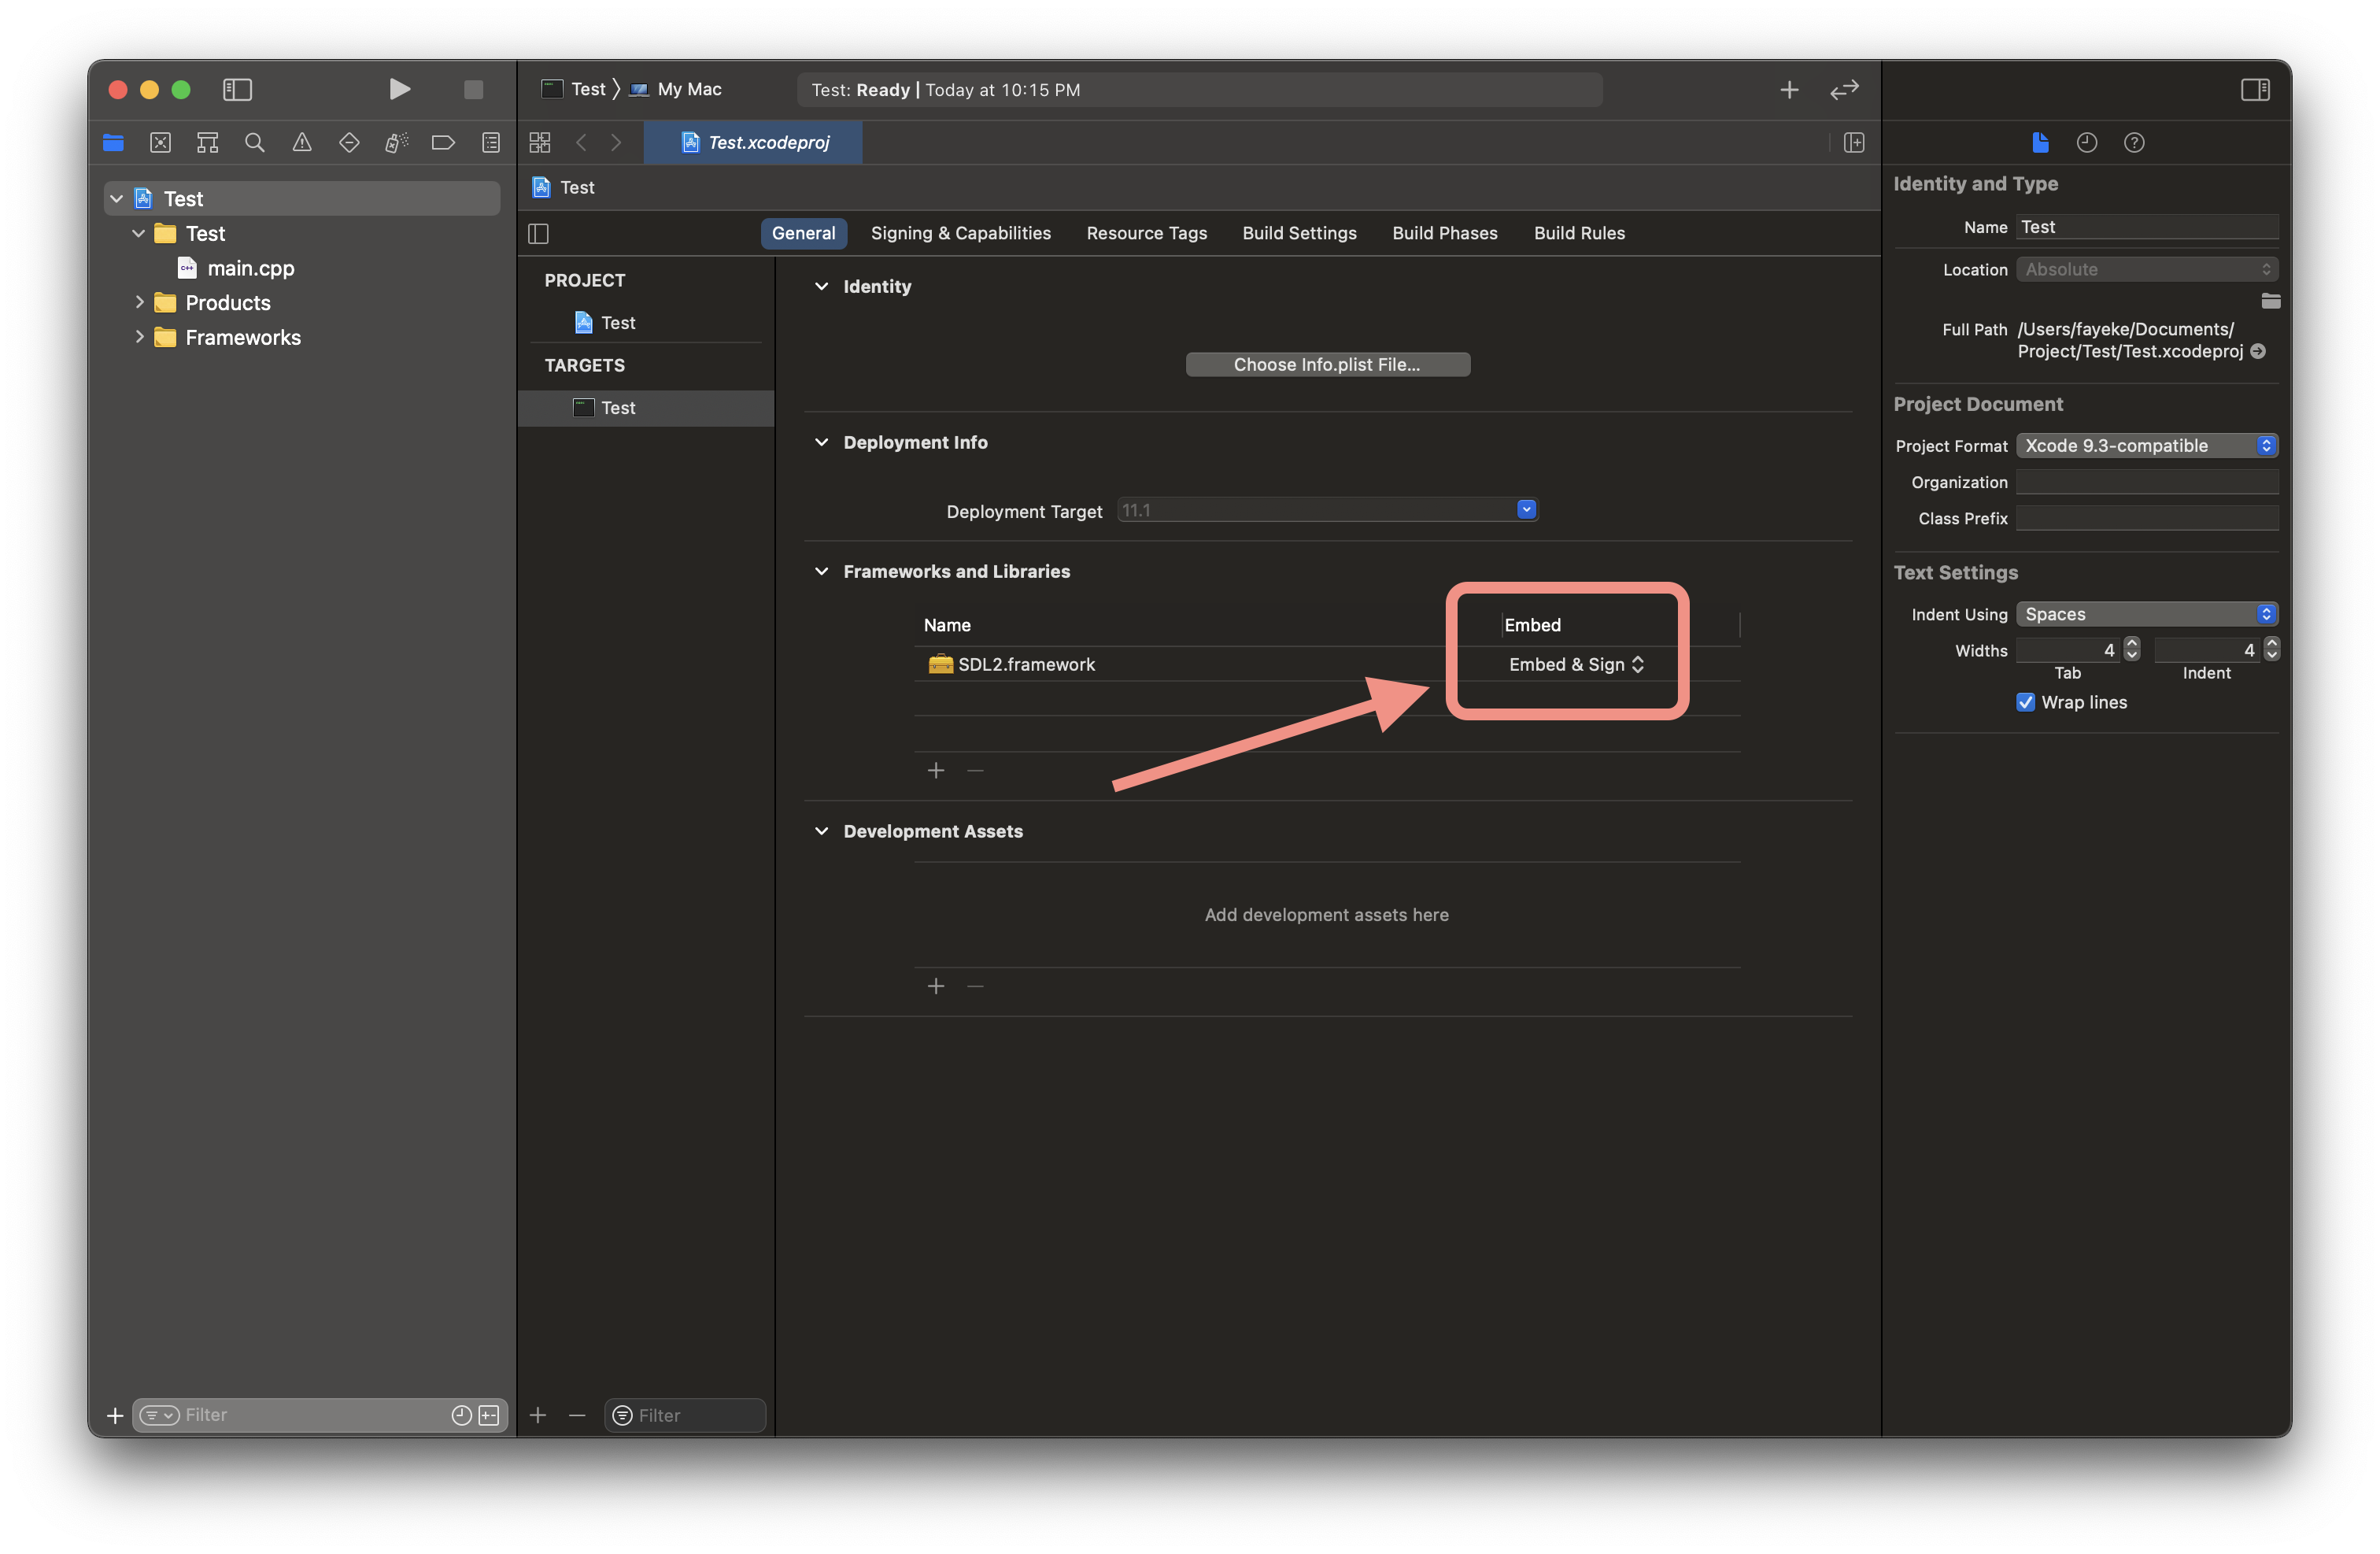 Test
My Mac
Test: Ready | Today at 10:15 PM
Test.xcodeproj
Test
Test
main.cpp
Products
Frameworks
Filter
Test
General
Signing & Capabilities
Resource Tags
Build Settings
Build Phases
Build Rules
PROJECT
Test
TARGETS
Test
Filter
Identity
Choose Info.plist File...
Deployment Info
Deployment Target 11.1
Frameworks and Libraries
Name Embed
SDL2.framework Embed & Sign
Development Assets
Add development assets here
Identity and Type
Name Test
Location Absolute
Full Path /Users/fayeke/Documents/
Project/Test/Test.xcodeproj
Project Document
Project Format Xcode 9.3-compatible
Organization
Class Prefix
Text Settings
Indent Using Spaces
Widths 4 4
Tab Indent
Wrap lines